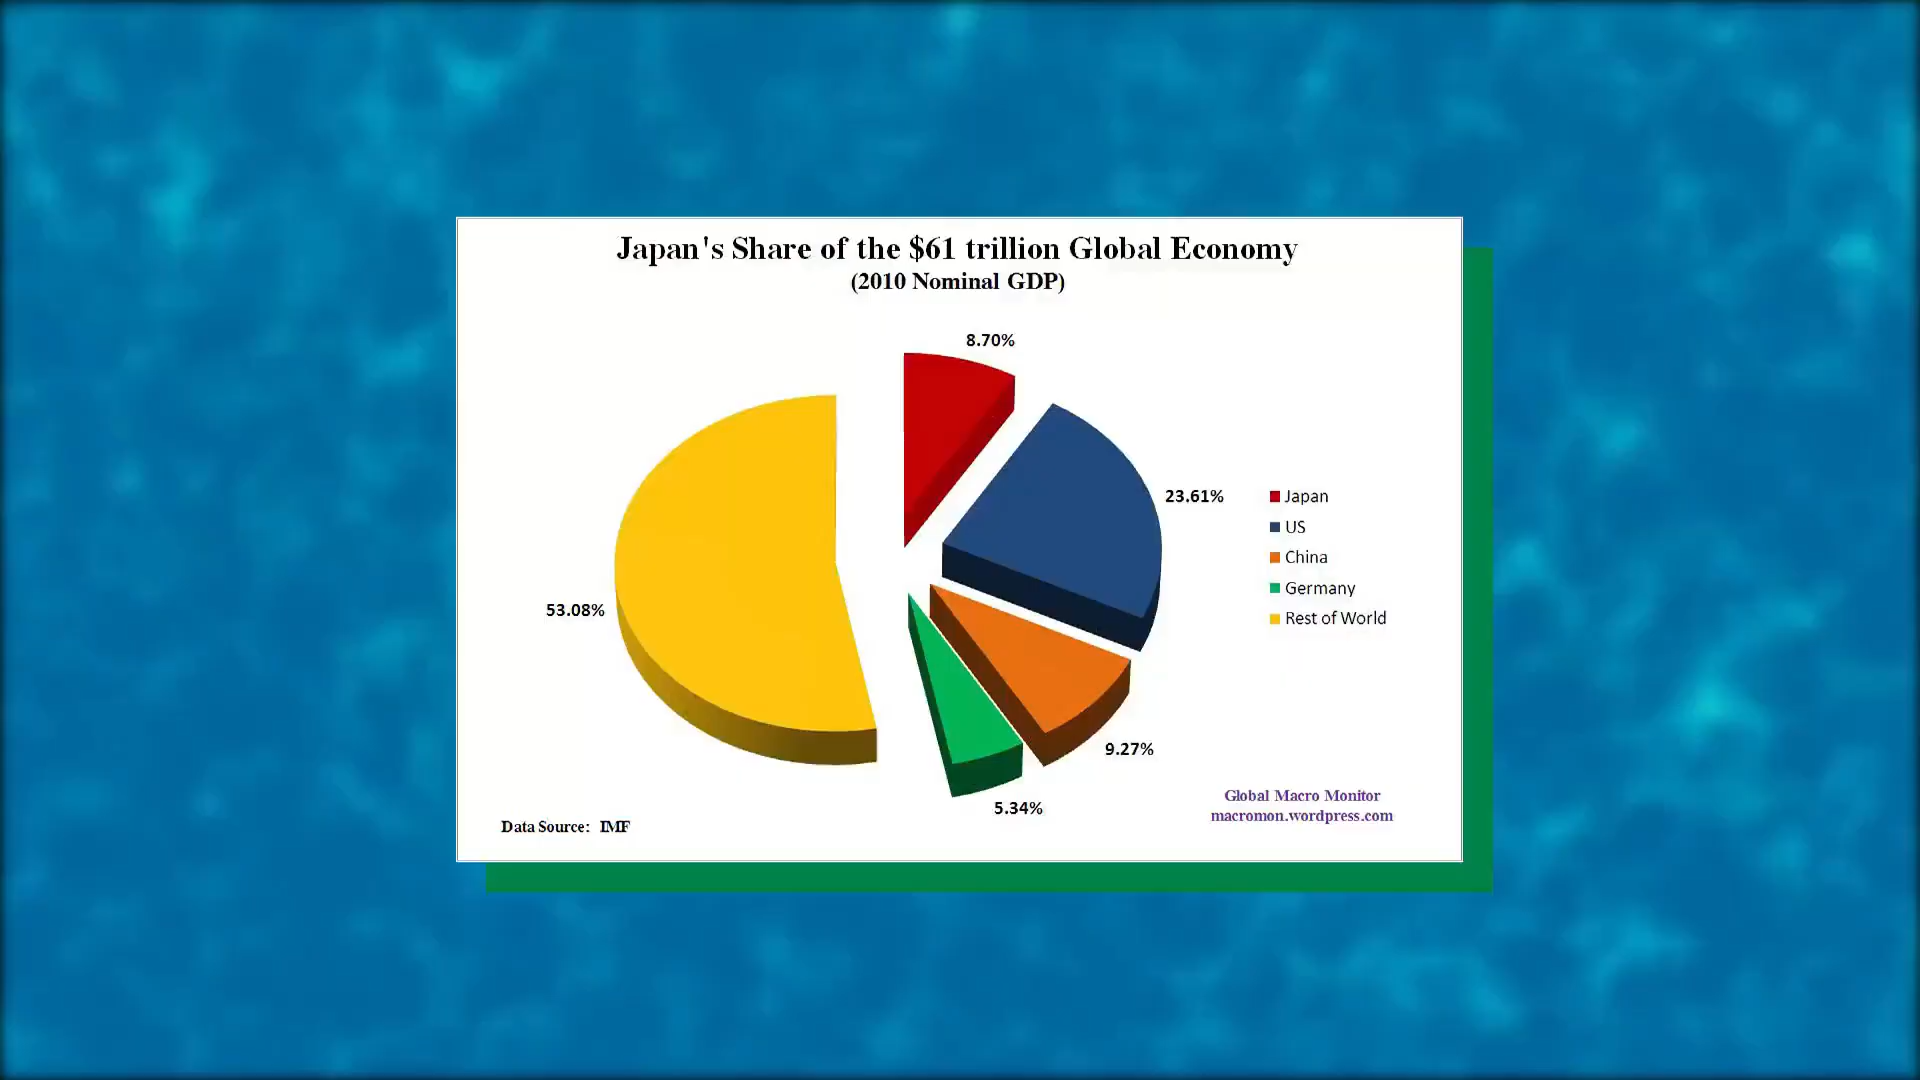 Japan's Share of the $61 trillion Global Economy
(2010 Nominal GDP)
8.70%
23.61%
Japan
US
China
Germany
Rest of World
53.08%
9.27%
5.34%
Global Macro Monitor
macromon.wordpress.com
Data Source: IMF